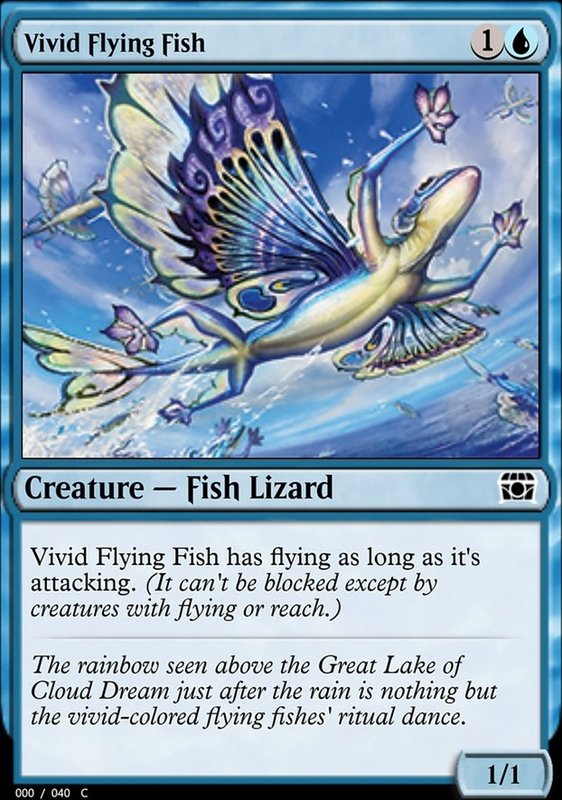 Vivid Flying Fish 1
Creature — Fish Lizard
Vivid Flying Fish has flying as long as it's
attacking. (It can't be blocked except by
creatures with flying or reach.)
The rainbow seen above the Great Lake of
Cloud Dream just after the rain is nothing but
the vivid-colored flying fishes' ritual dance.
1/1
000 / 040 C